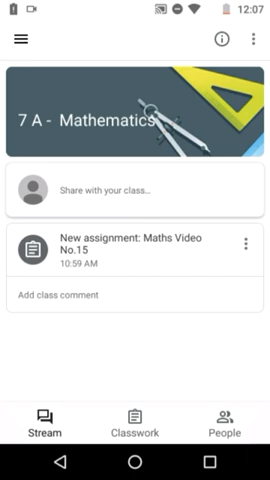 12:07
7 A - Mathematics
Share with your class...
New assignment: Maths Video
No.15
10:59 AM
Add class comment
Stream
Classwork
People